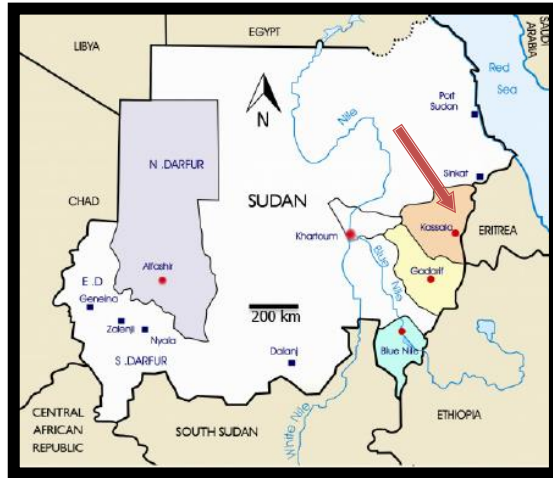 EGYPT
LIBYA
SAUDI
ARABIA
Red
Sea
Nile
Port
Sudan
N
N .DARFUR
Sinkat
CHAD
SUDAN
Kassala
ERITREA
Khartoum
Alfashir
Blue
Nile
Gadarif
E .D
Geneina
200 km
Zalenji
Nyala
S .DARFUR
Dalanj
Blue Nile
CENTRAL
AFRICAN
REPUBLIC
SOUTH SUDAN
White Nile
ETHIOPIA